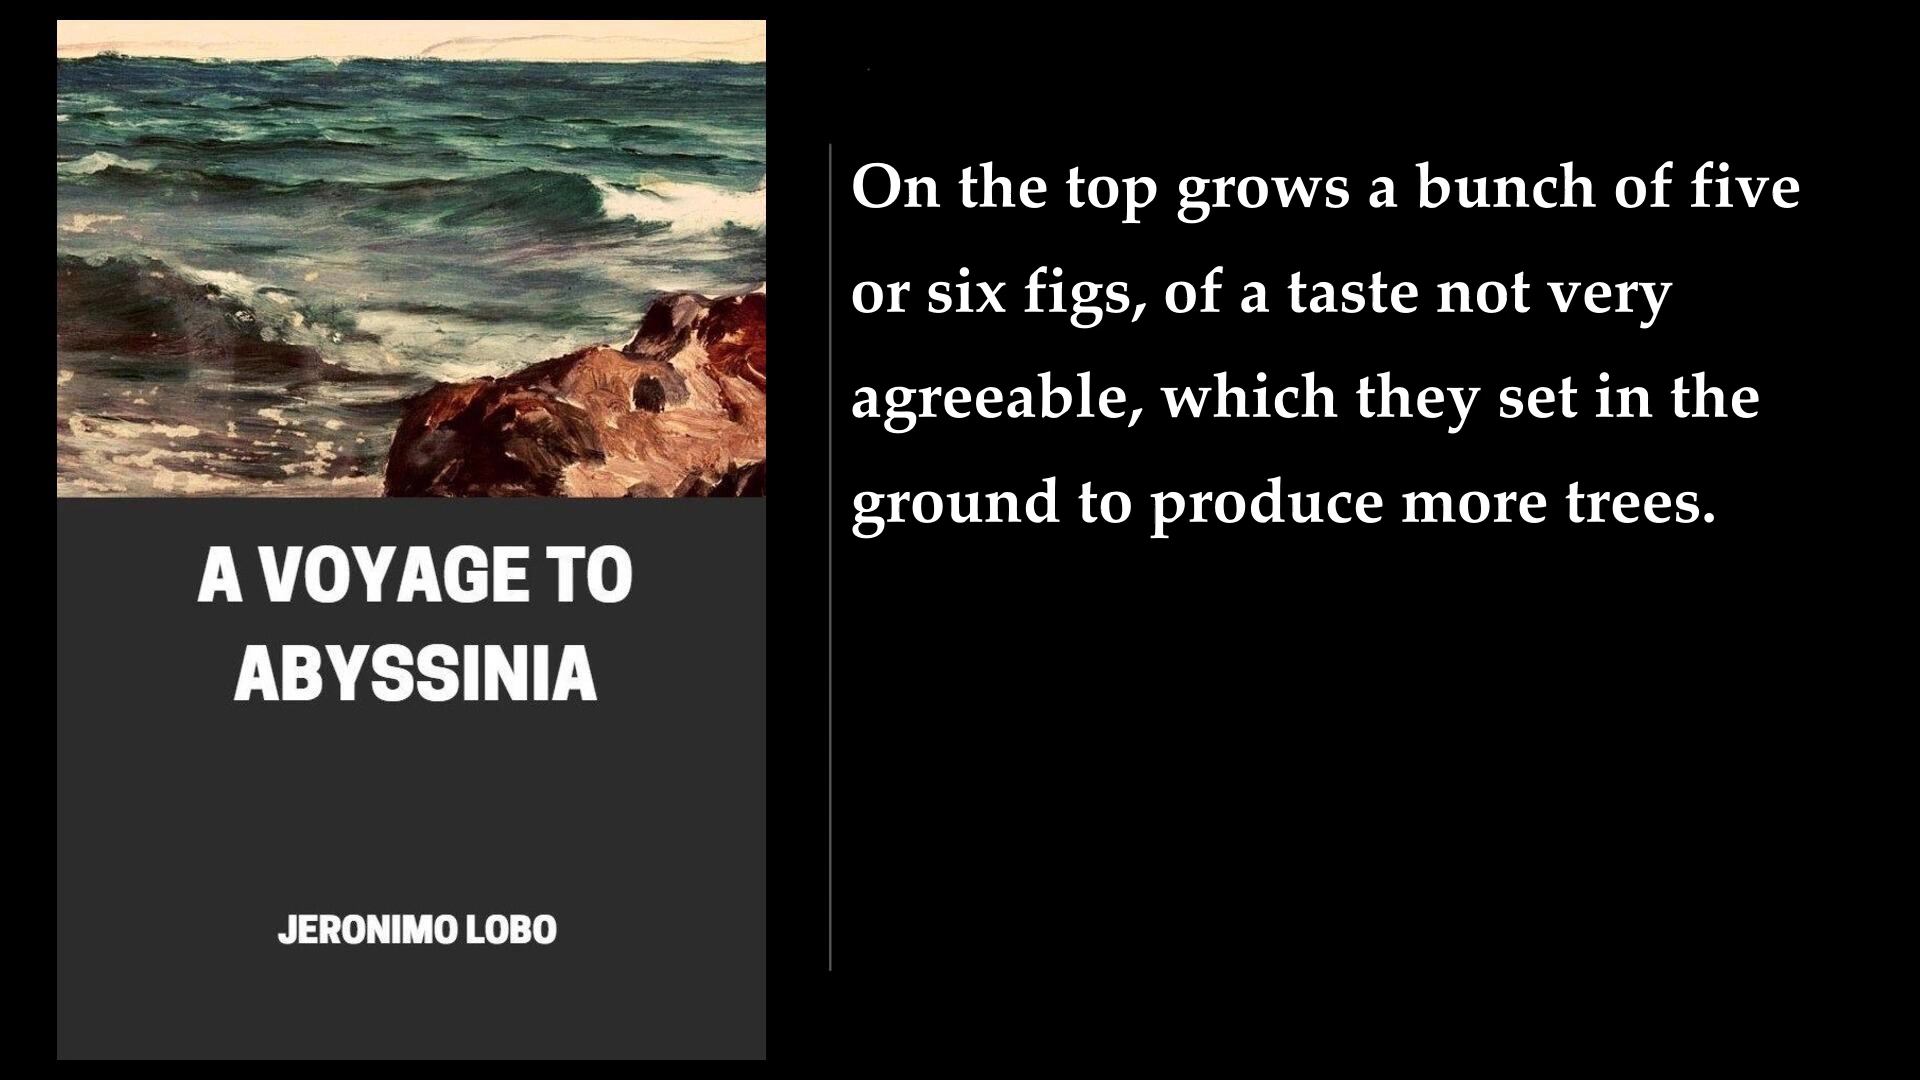 A VOYAGE TO
ABYSSINIA
JERONIMO LOBO
On the top grows a bunch of five
or six figs, of a taste not very
agreeable, which they set in the
ground to produce more trees.